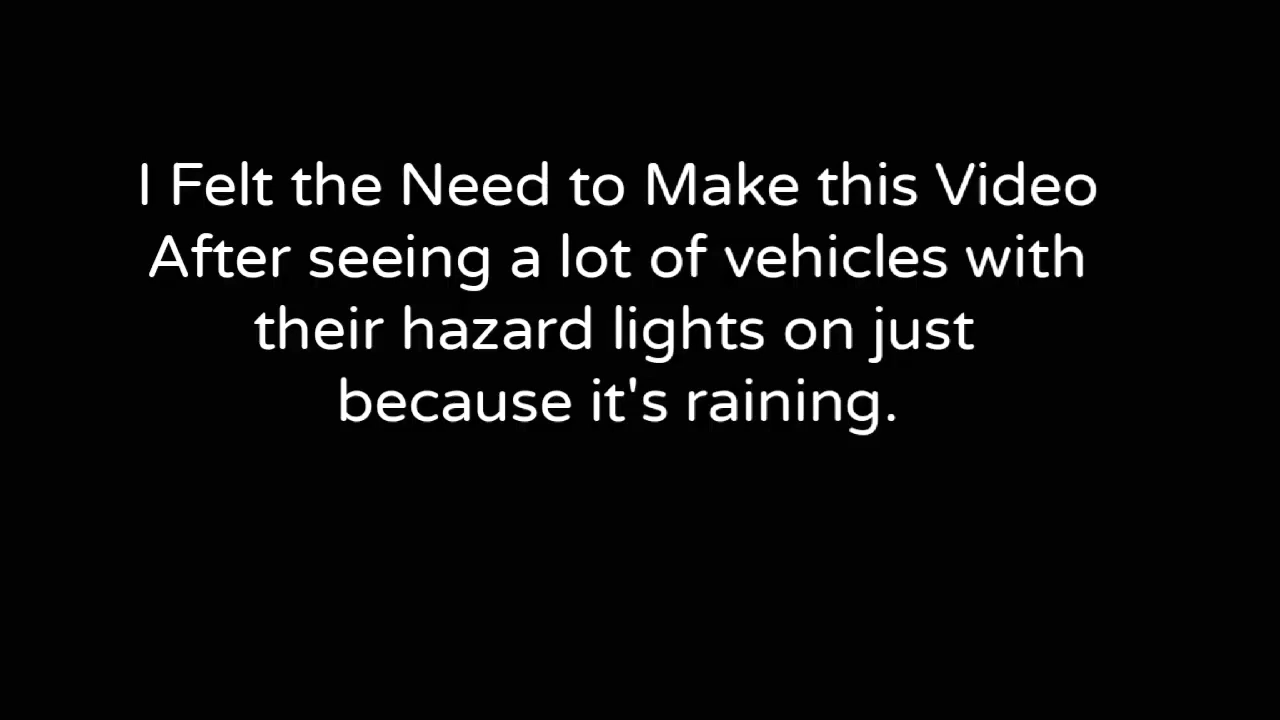 I Felt the Need to Make this Video
After seeing a lot of vehicles with
their hazard lights on just
because it's raining.